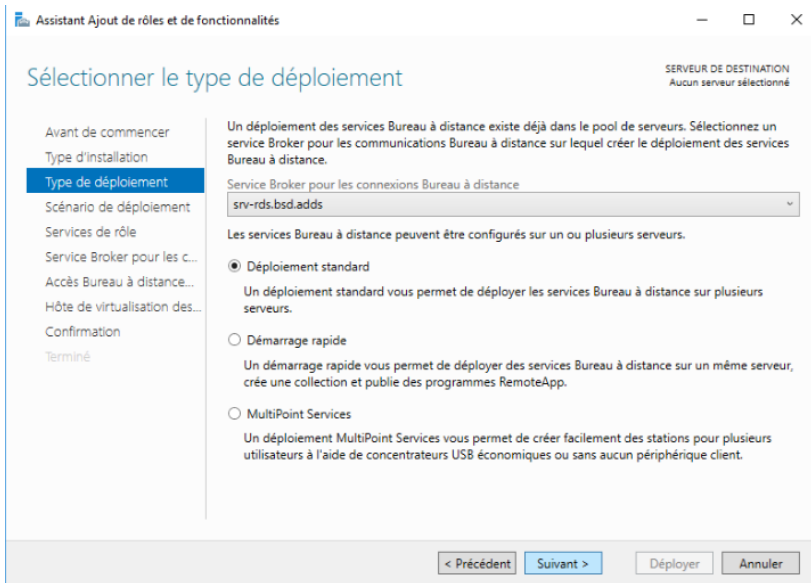 Assistant Ajout de rôles et de fonctionnalités
Sélectionner le type de déploiement
SERVEUR DE DESTINATION
Aucun serveur sélectionné
Avant de commencer
Type d'installation
Type de déploiement
Scénario de déploiement
Services de rôle
Service Broker pour les c...
Accès Bureau à distance...
Hôte de virtualisation des...
Confirmation
Terminé
Un déploiement des services Bureau à distance existe déjà dans le pool de serveurs. Sélectionnez un
service Broker pour les communications Bureau à distance sur lequel créer le déploiement des services
Bureau à distance.
Service Broker pour les connexions Bureau à distance
srv-rds.bsd.adds
Les services Bureau à distance peuvent être configurés sur un ou plusieurs serveurs.
Déploiement standard
Un déploiement standard vous permet de déployer les services Bureau à distance sur plusieurs
serveurs.
Démarrage rapide
Un démarrage rapide vous permet de déployer des services Bureau à distance sur un même serveur,
crée une collection et publie des programmes RemoteApp.
MultiPoint Services
Un déploiement MultiPoint Services vous permet de créer facilement des stations pour plusieurs
utilisateurs à l'aide de concentrateurs USB économiques ou sans aucun périphérique client.
< Précédent
Suivant >
Déployer
Annuler